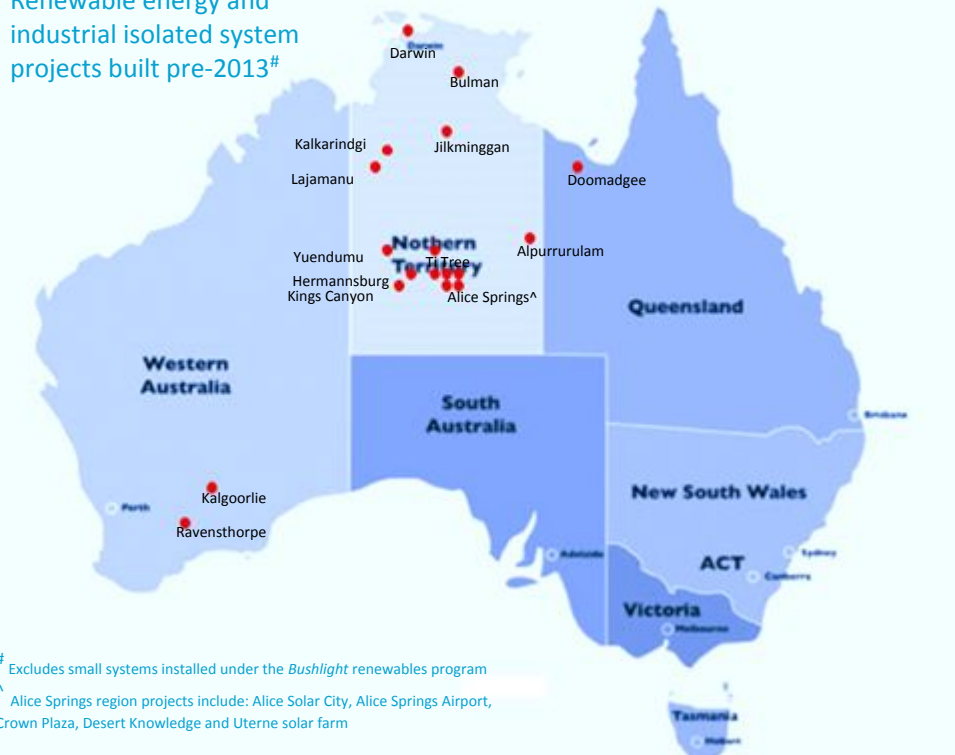 Renewable energy and
industrial isolated system
projects built pre-2013#
Darwin
Darwin
Bulman
Kalkarindgi
Jilkminggan
Lajamanu
Doomadgee
Yuendumu
Nothern
Territory
Ti Tree
Alpurrurulam
Hermannsburg
Kings Canyon
Alice Springs^
Queensland
Western
Australia
South
Australia
Brisbane
Kalgoorlie
New South Wales
Perth
Ravensthorpe
Adelaide
Sydney
ACT
Canberra
Victoria
Melbourne
# Excludes small systems installed under the Bushlight renewables program
^ Alice Springs region projects include: Alice Solar City, Alice Springs Airport,
Crown Plaza, Desert Knowledge and Uterne solar farm
Tasmania
Hobart